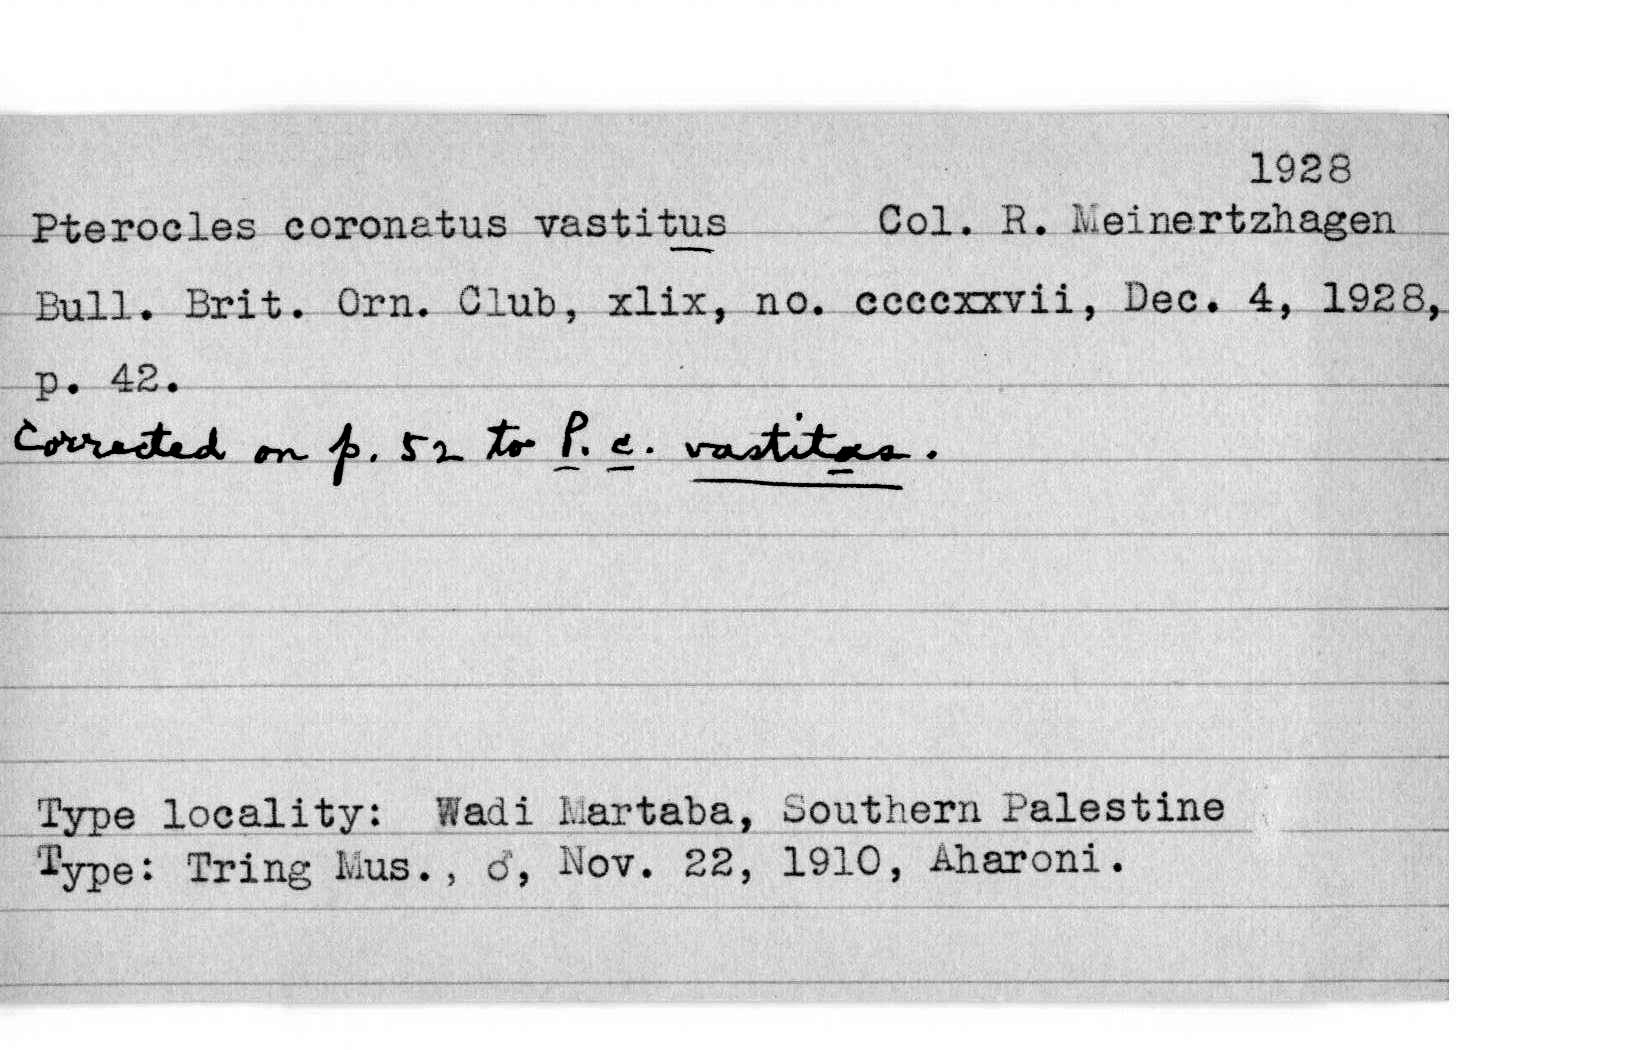 1928
Pterocles coronatus vastitus Col. R. Meinertzhagen
Bull. Brit. Orn. Club, xlix, no. ccccxxvii, Dec. 4, 1928,
p. 42.
Corrected on p. 52 to P. c. vastitas.
Type locality: Wadi Martaba, Southern Palestine
Type: Tring Mus., ♂, Nov. 22, 1910, Aharoni.